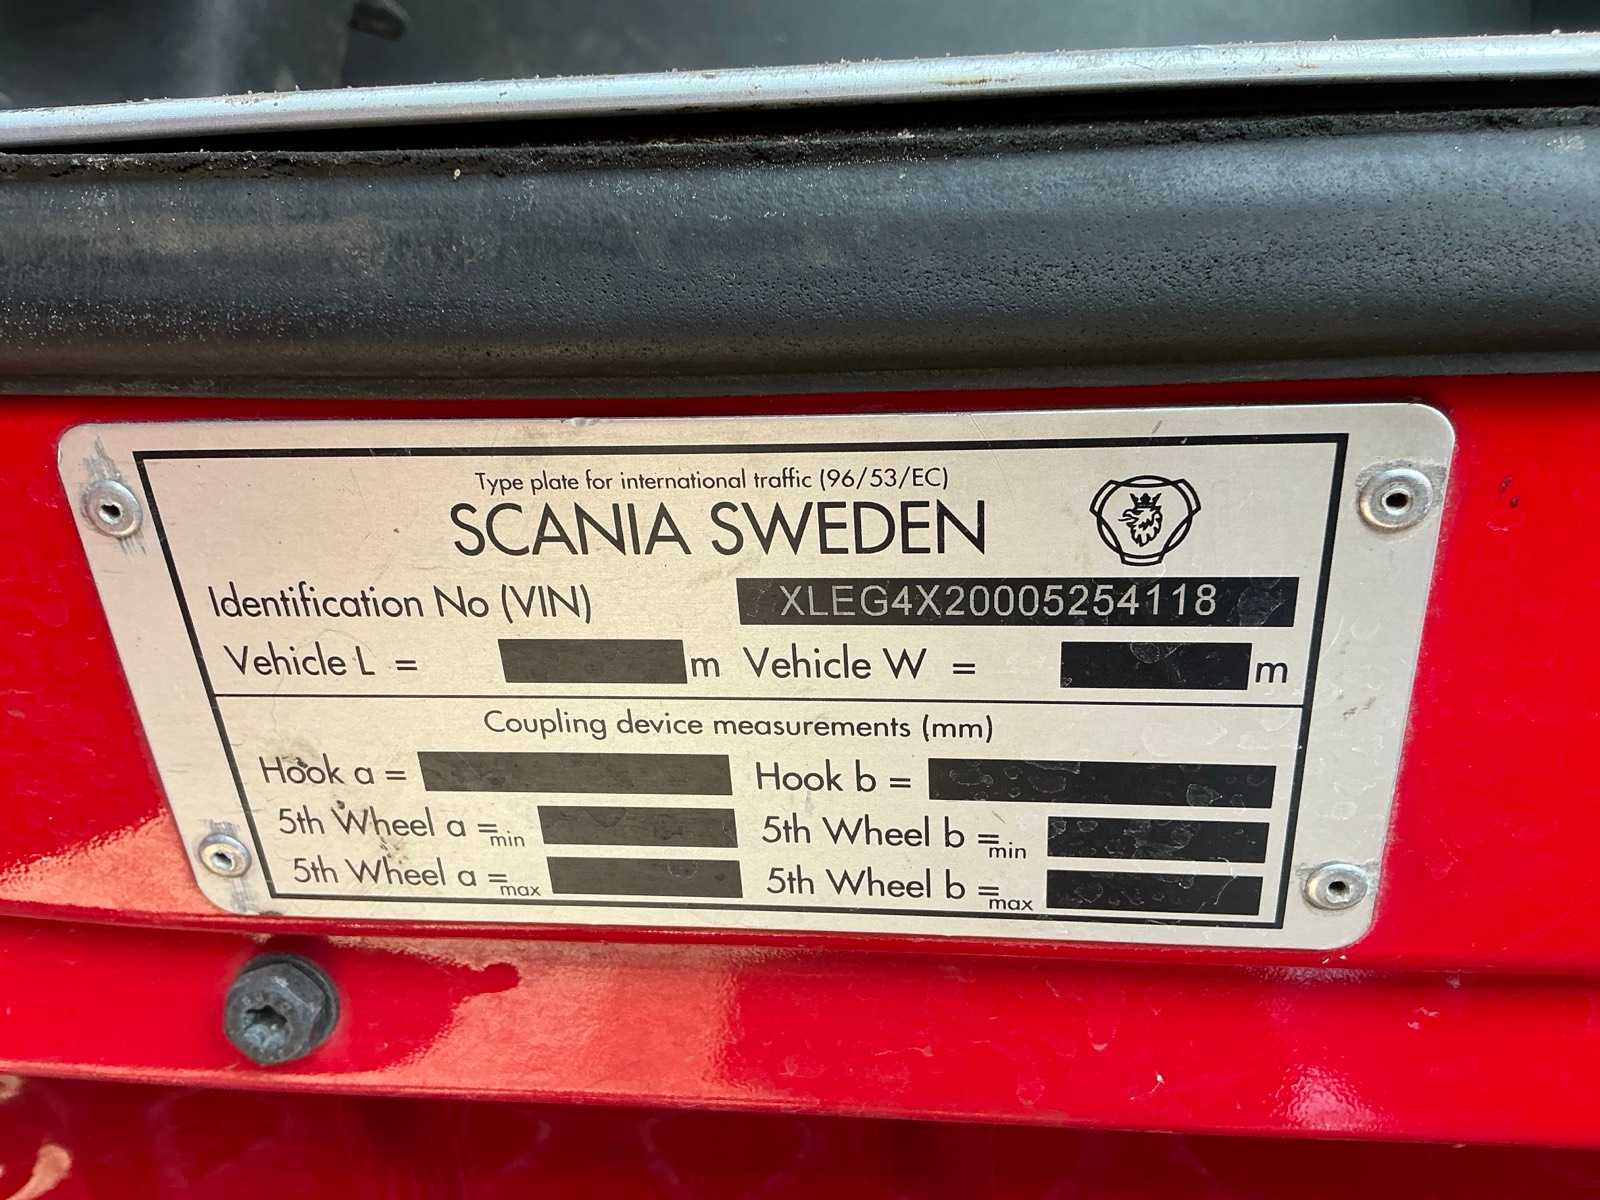 Type plate for international traffic (96/53/EC)
SCANIA SWEDEN
Identification No (VIN) XLEG4X20005254118
Vehicle L = m Vehicle W = m
Coupling device measurements (mm)
Hook a = Hook b =
5th Wheel a =min 5th Wheel b =min
5th Wheel a =max 5th Wheel b =max